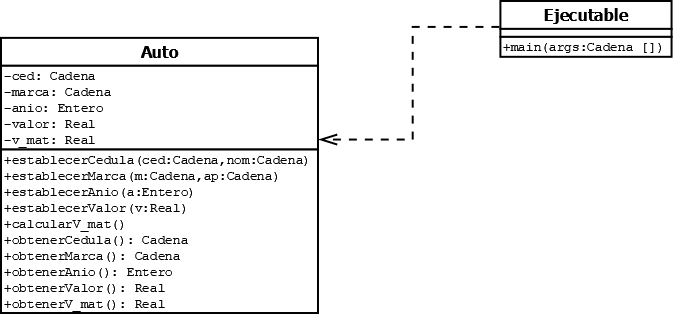 Ejecutable
+main(args:Cadena [])
Auto
-ced: Cadena
-marca: Cadena
-anio: Entero
-valor: Real
-v_mat: Real
+establecerCedula(ced:Cadena,nom:Cadena)
+establecerMarca(m:Cadena,ap:Cadena)
+establecerAnio(a:Entero)
+establecerValor(v:Real)
+calcularV_mat()
+obtenerCedula(): Cadena
+obtenerMarca(): Cadena
+obtenerAnio(): Entero
+obtenerValor(): Real
+obtenerV_mat(): Real